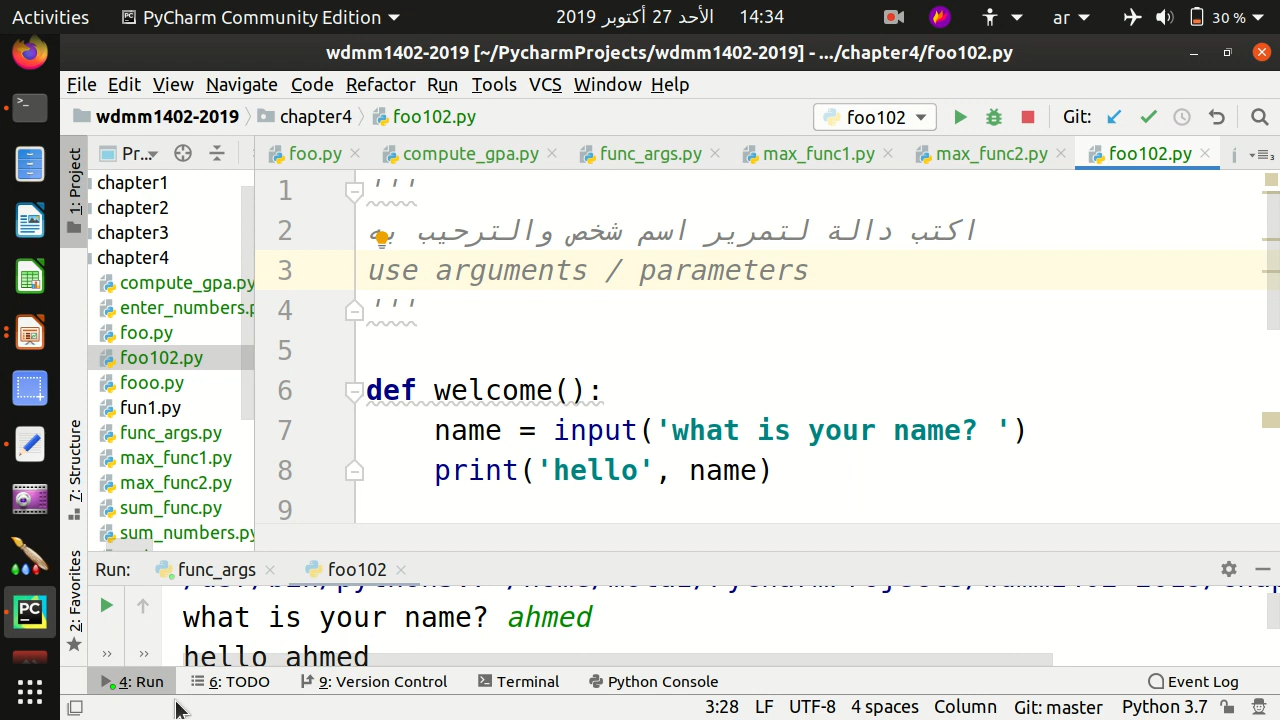 Activities PyCharm Community Edition 2019 الأحد 27 أكتوبر 14:34 ar 30 %
wdmm1402-2019 [~/PycharmProjects/wdmm1402-2019] - .../chapter4/foo102.py
File Edit View Navigate Code Refactor Run Tools VCS Window Help
wdmm1402-2019 chapter4 foo102.py foo102 Git:
1: Project Pr... foo.py compute_gpa.py func_args.py max_func1.py max_func2.py foo102.py
chapter1
chapter2
chapter3
chapter4
compute_gpa.py
enter_numbers.p
foo.py
foo102.py
fooo.py
fun1.py
func_args.py
max_func1.py
max_func2.py
sum_func.py
sum_numbers.py
7: Structure
2: Favorites
1 '''
2 اكتب دالة لتمرير اسم شخص والترحيب به
3 use arguments / parameters
4 '''
5
6 def welcome():
7 name = input('what is your name? ')
8 print('hello', name)
9
Run: func_args foo102
what is your name? ahmed
hello ahmed
4: Run 6: TODO 9: Version Control Terminal Python Console Event Log
3:28 LF UTF-8 4 spaces Column Git: master Python 3.7